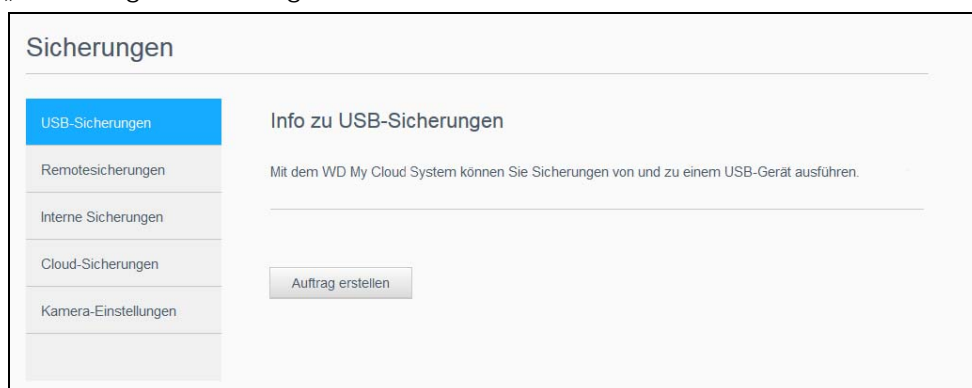 Sicherungen
USB-Sicherungen
Remotesicherungen
Interne Sicherungen
Cloud-Sicherungen
Kamera-Einstellungen
Info zu USB-Sicherungen
Mit dem WD My Cloud System können Sie Sicherungen von und zu einem USB-Gerät ausführen.
Auftrag erstellen